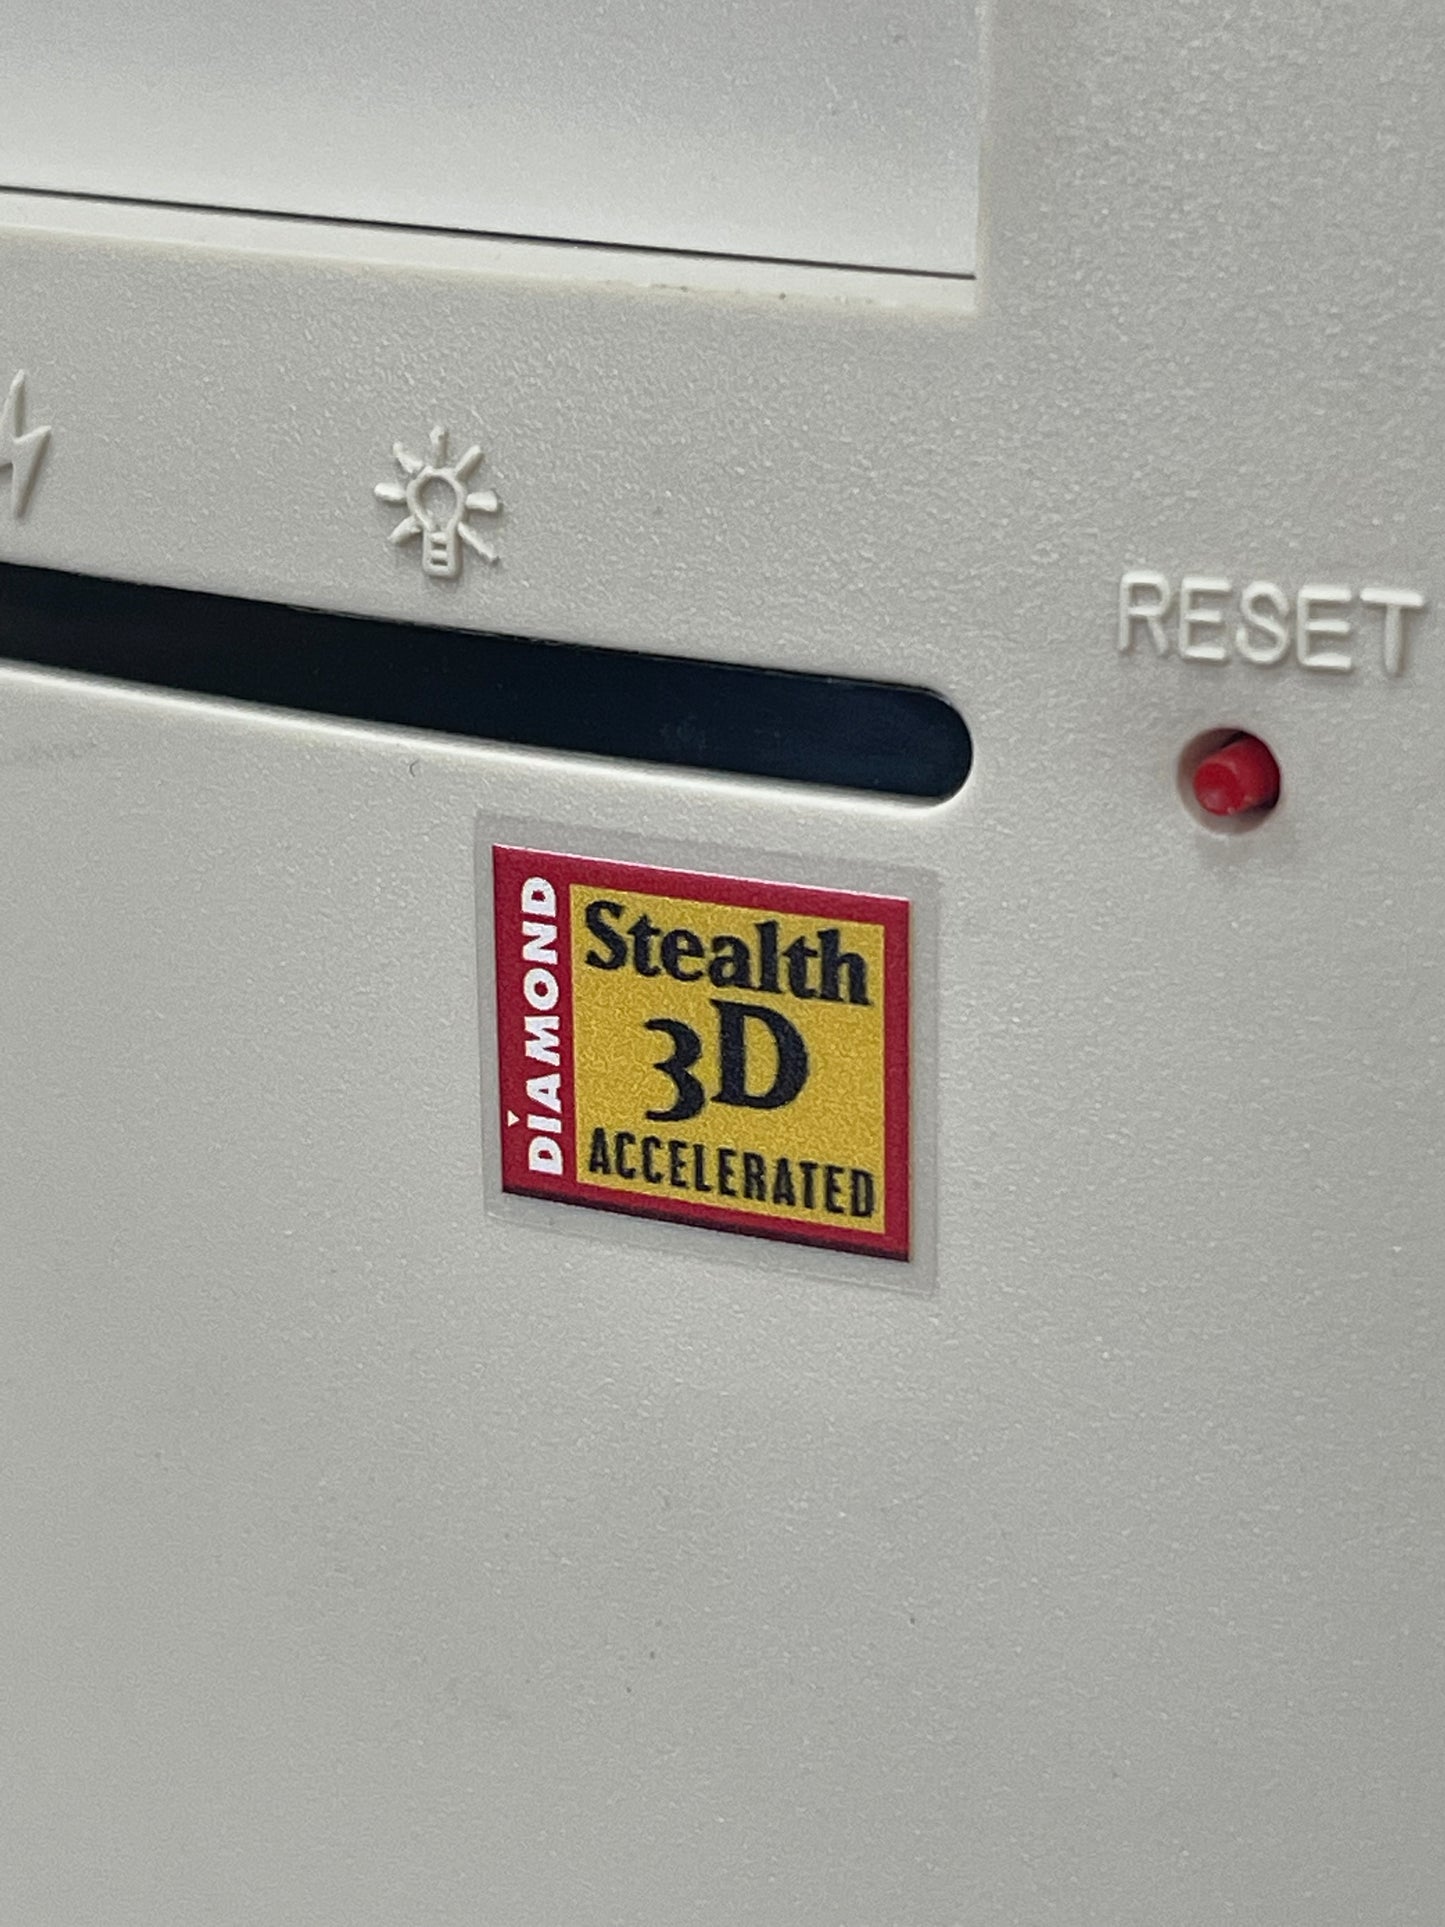 RESET
DIAMOND
Stealth
3D
ACCELERATED